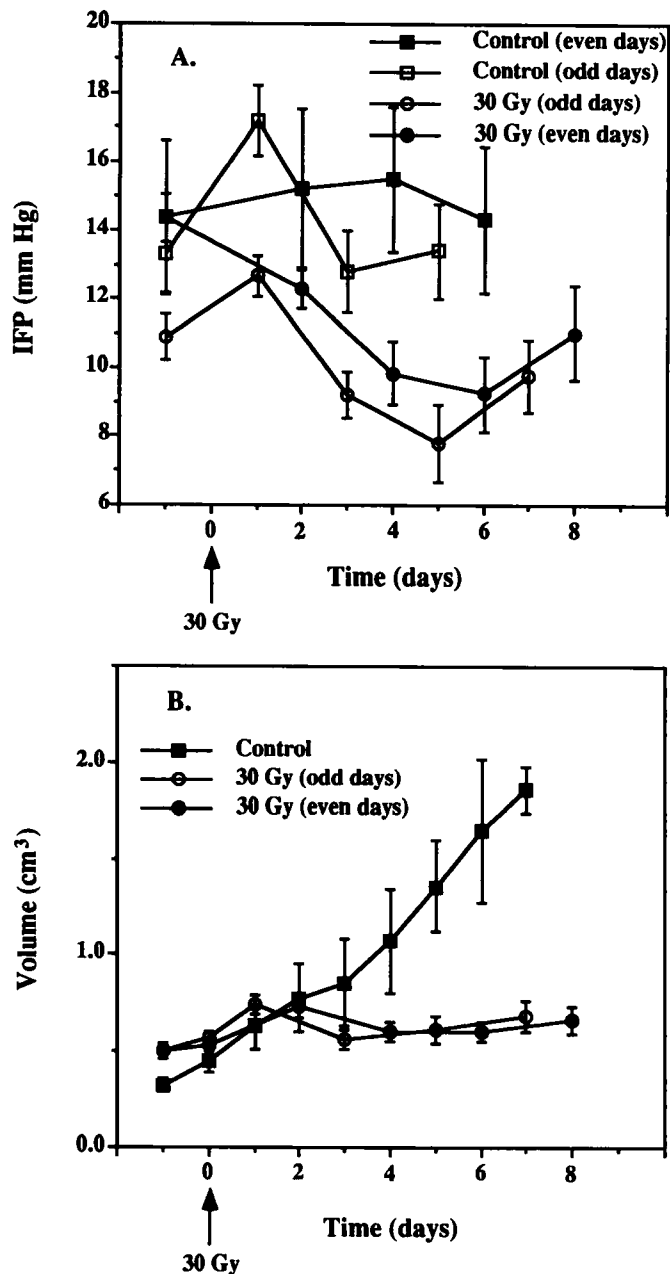 A.
Control (even days)
Control (odd days)
30 Gy (odd days)
30 Gy (even days)
IFP (mm Hg)
20
18
16
14
12
10
8
6
0 2 4 6 8
Time (days)
30 Gy
B.
Control
30 Gy (odd days)
30 Gy (even days)
Volume (cm³)
2.0
1.0
0.0
0 2 4 6 8
Time (days)
30 Gy